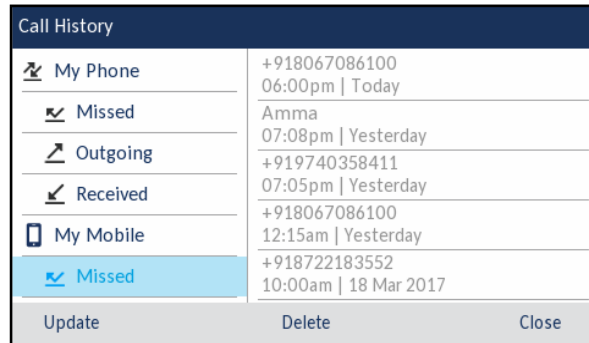 Call History
My Phone
Missed
Outgoing
Received
My Mobile
Missed
+918067086100
06:00pm | Today
Amma
07:08pm | Yesterday
+919740358411
07:05pm | Yesterday
+918067086100
12:15am | Yesterday
+918722183552
10:00am | 18 Mar 2017
Update Delete Close